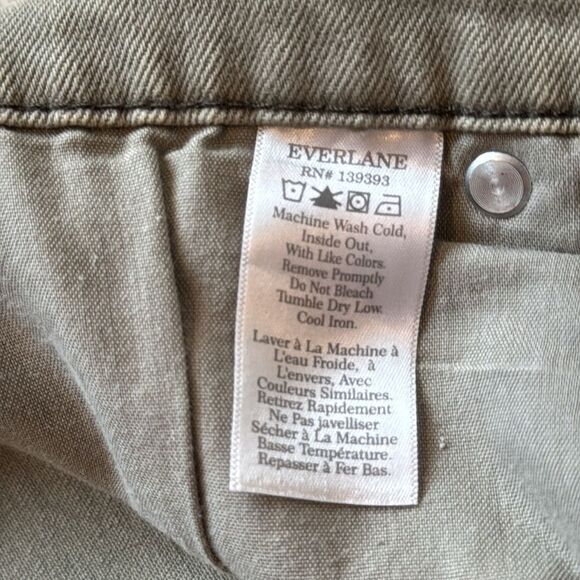 EVERLANE
RN# 139393
Machine Wash Cold,
Inside Out,
With Like Colors.
Remove Promptly
Do Not Bleach
Tumble Dry Low.
Cool Iron.
Laver à La Machine à
L'eau Froide, à
L'envers, Avec
Couleurs Similaires.
Retirez Rapidement
Ne Pas javelliser
Sécher à La Machine
Basse Température.
Repasser à Fer Bas.